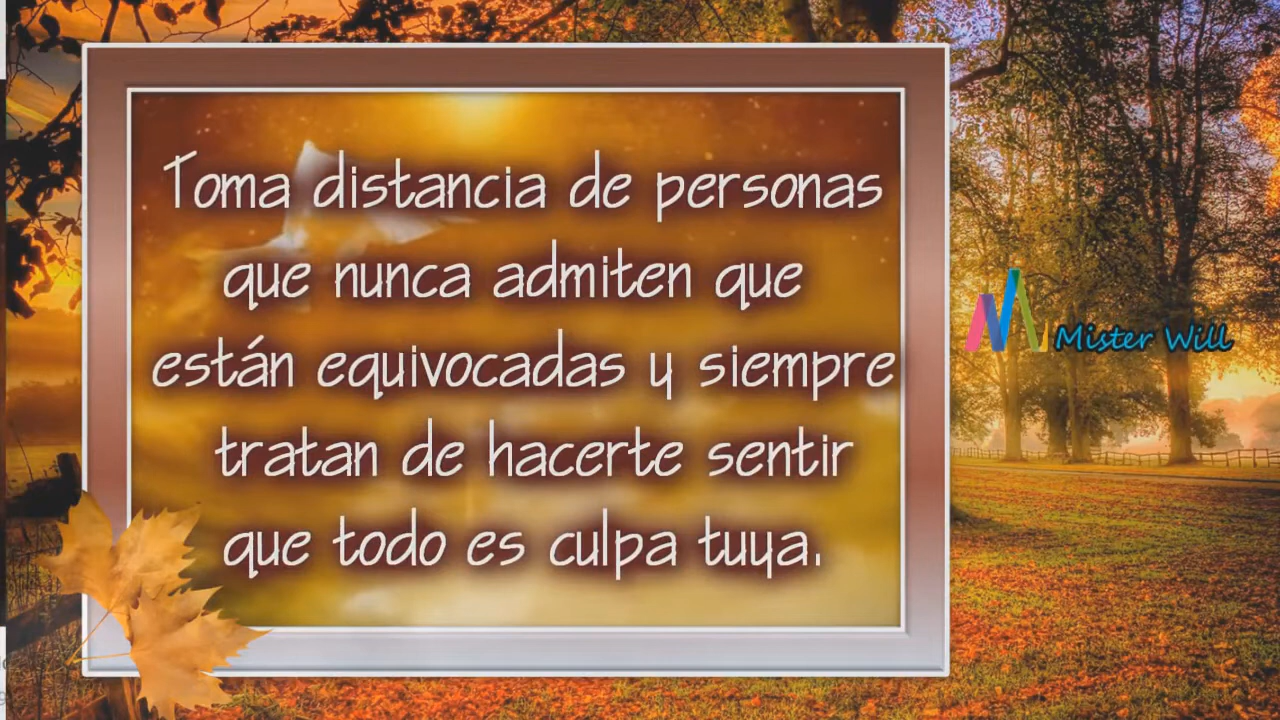 Toma distancia de personas
que nunca admiten que
están equivocadas y siempre
tratan de hacerte sentir
que todo es culpa tuya.
Mister Will